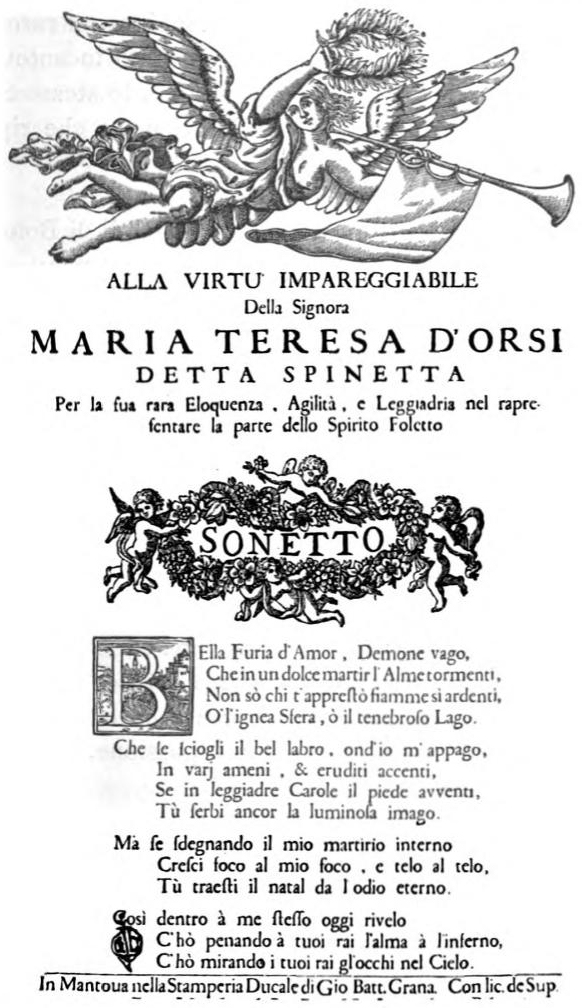 ALLA VIRTU' IMPAREGGIABILE
Della Signora
MARIA TERESA D'ORSI
DETTA SPINETTA
Per la ſua rara Eloquenza, Agilità, e Leggiadria nel rapre-
ſentare la parte dello Spirito Foletto
SONETTO
BElla Furia d'Amor, Demone vago,
Che in un dolce martir l'Alme tormenti,
Non sò chi t'appreſtò fiamme si ardenti,
O' l'ignea Sfera, ò il tenebroſo Lago.
Che ſe ſciogli il bel labro, ond'io m'appago,
In varj ameni, & eruditi accenti,
Se in leggiadre Carole il piede avventi,
Tù ſerbi ancor la luminoſa imago.
Mà ſe ſdegnando il mio martirio interno
Creſci foco al mio foco, e telo al telo,
Tù traeſti il natal da l odio eterno.
Così dentro à me ſteſſo oggi rivelo
C'hò penando à tuoi rai l'alma à l'inferno,
C'hò mirando i tuoi rai gl'occhi nel Cielo.
In Mantoua nella Stamperia Ducale di Gio Batt. Grana. Con lic. de Sup.